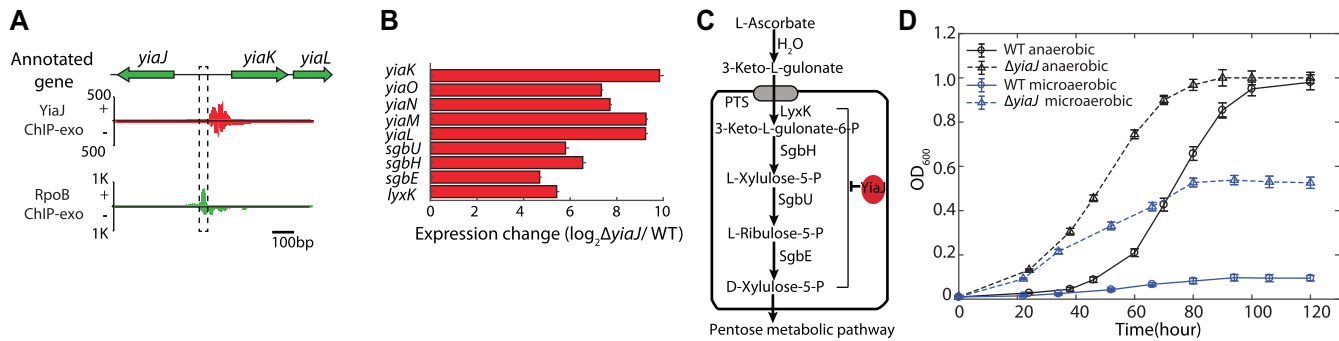 A
Annotated gene
yiaJ
yiaK
yiaL
YiaJ
ChIP-exo
500
+
-
500
RpoB
ChIP-exo
1K
+
-
1K
100bp
B
yiaK
yiaO
yiaN
yiaM
yiaL
sgbU
sgbH
sgbE
lyxK
0 2 4 6 8 10
Expression change (log2ΔyiaJ/ WT)
C
L-Ascorbate
H2O
3-Keto-L-gulonate
PTS
LyxK
3-Keto-L-gulonate-6-P
SgbH
L-Xylulose-5-P
SgbU
YiaJ
L-Ribulose-5-P
SgbE
D-Xylulose-5-P
Pentose metabolic pathway
D
WT anaerobic
ΔyiaJ anaerobic
WT microaerobic
ΔyiaJ microaerobic
OD600
1.2
1.0
0.8
0.6
0.4
0.2
0
0 20 40 60 80 100 120
Time(hour)